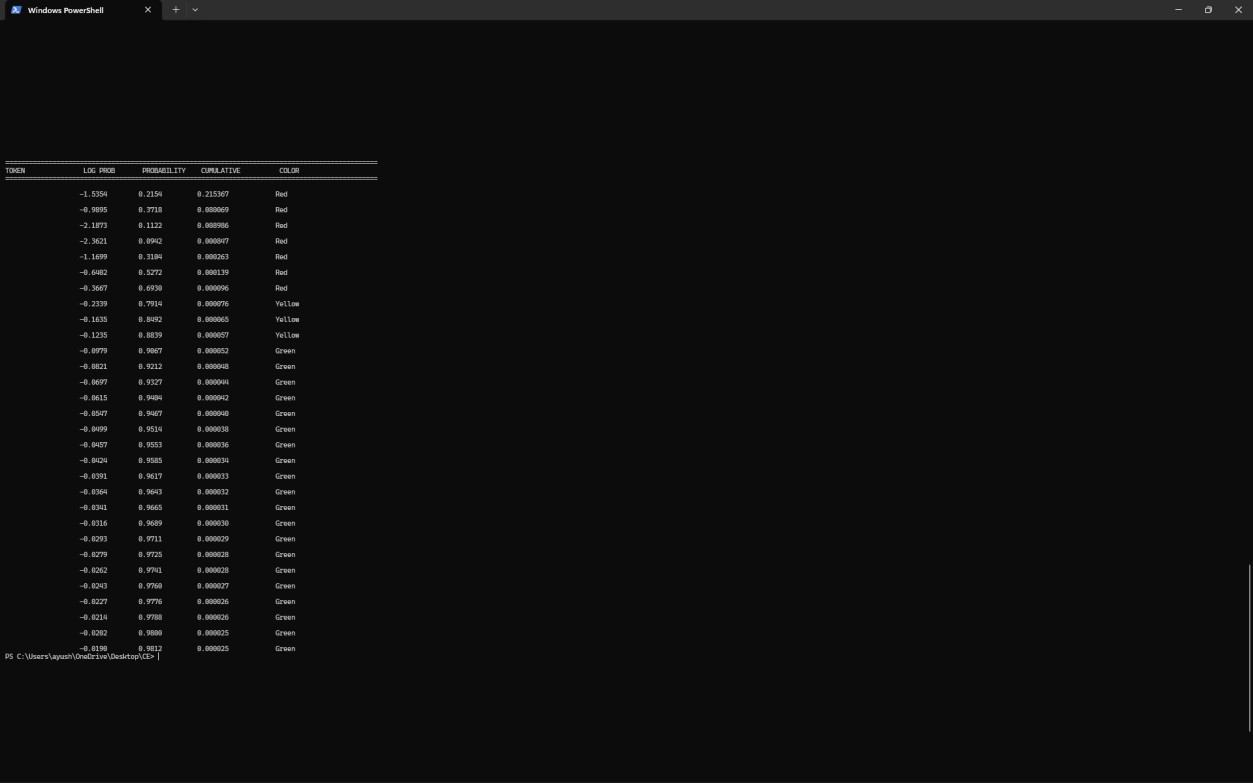 Windows PowerShell
TOKEN LOG PROB PROBABILITY CUMULATIVE COLOR
-1.5354 0.2154 0.215367 Red
-0.9895 0.3718 0.080069 Red
-2.1873 0.1122 0.008986 Red
-2.3621 0.0942 0.000847 Red
-1.1699 0.3104 0.000263 Red
-0.6402 0.5272 0.000139 Red
-0.3667 0.6930 0.000096 Red
-0.2339 0.7914 0.000076 Yellow
-0.1635 0.8492 0.000065 Yellow
-0.1235 0.8839 0.000057 Yellow
-0.0979 0.9067 0.000052 Green
-0.0821 0.9212 0.000048 Green
-0.0697 0.9327 0.000044 Green
-0.0615 0.9404 0.000042 Green
-0.0547 0.9467 0.000040 Green
-0.0499 0.9514 0.000038 Green
-0.0457 0.9553 0.000036 Green
-0.0424 0.9585 0.000034 Green
-0.0391 0.9617 0.000033 Green
-0.0364 0.9643 0.000032 Green
-0.0341 0.9665 0.000031 Green
-0.0316 0.9689 0.000030 Green
-0.0293 0.9711 0.000029 Green
-0.0279 0.9725 0.000028 Green
-0.0262 0.9741 0.000028 Green
-0.0243 0.9760 0.000027 Green
-0.0227 0.9776 0.000026 Green
-0.0214 0.9788 0.000026 Green
-0.0202 0.9800 0.000025 Green
-0.0190 0.9812 0.000025 Green
PS C:\Users\ayush\OneDrive\Desktop\CE>